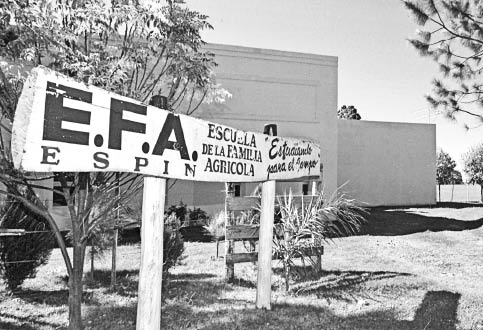 E.F.A.
ESPIN
ESCUELA
DE LA FAMILIA
AGRICOLA
"Estudiando
para el Campo"